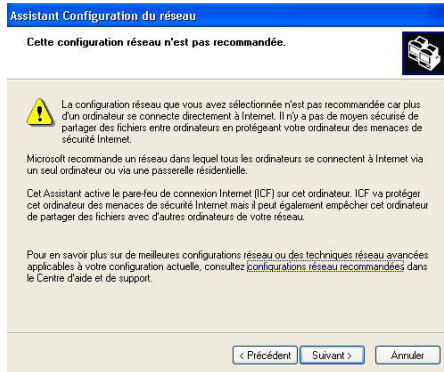 Assistant Configuration du réseau
Cette configuration réseau n'est pas recommandée.
La configuration réseau que vous avez sélectionnée n'est pas recommandée car plus
d'un ordinateur se connecte directement à Internet. Il n'y a pas de moyen sécurisé de
partager des fichiers entre ordinateurs en protégeant votre ordinateur des menaces de
sécurité Internet.
Microsoft recommande un réseau dans lequel tous les ordinateurs se connectent à Internet via
un seul ordinateur ou via une passerelle résidentielle.
Cet Assistant active le pare-feu de connexion Internet (ICF) sur cet ordinateur. ICF va protéger
cet ordinateur des menaces de sécurité Internet mais il peut également empêcher cet ordinateur
de partager des fichiers avec d'autres ordinateurs de votre réseau.
Pour en savoir plus sur de meilleures configurations réseau ou des techniques réseau avancées
applicables à votre configuration actuelle, consultez configurations réseau recommandées dans
le Centre d'aide et de support.
< Précédent Suivant > Annuler